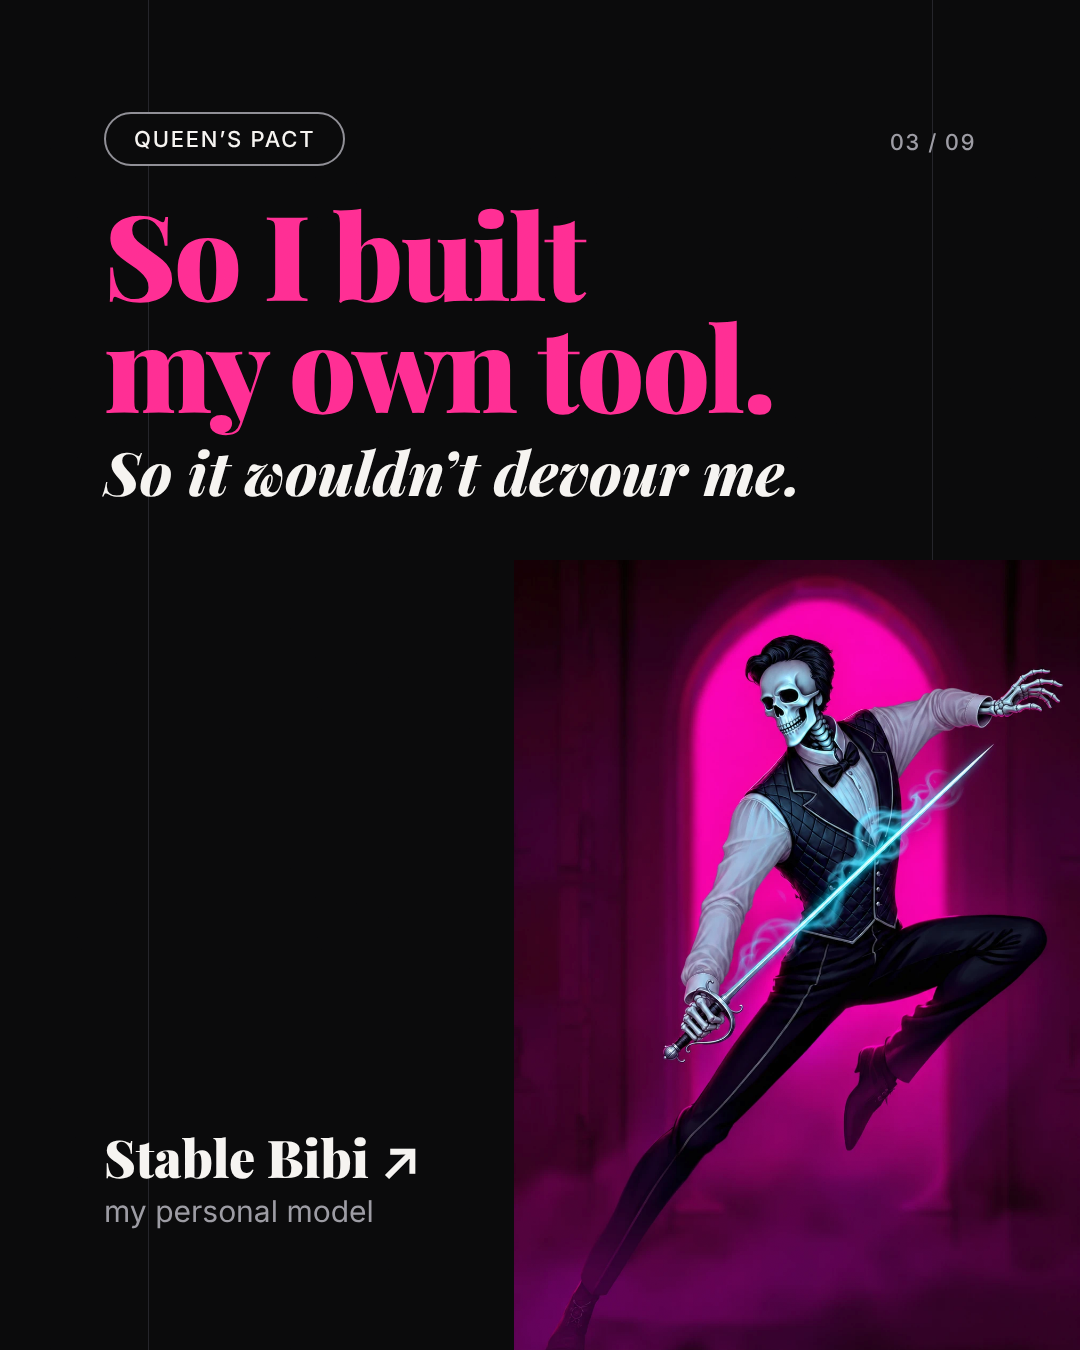 QUEEN’S PACT
03 / 09
So I built
my own tool.
So it wouldn’t devour me.
Stable Bibi ↗
my personal model